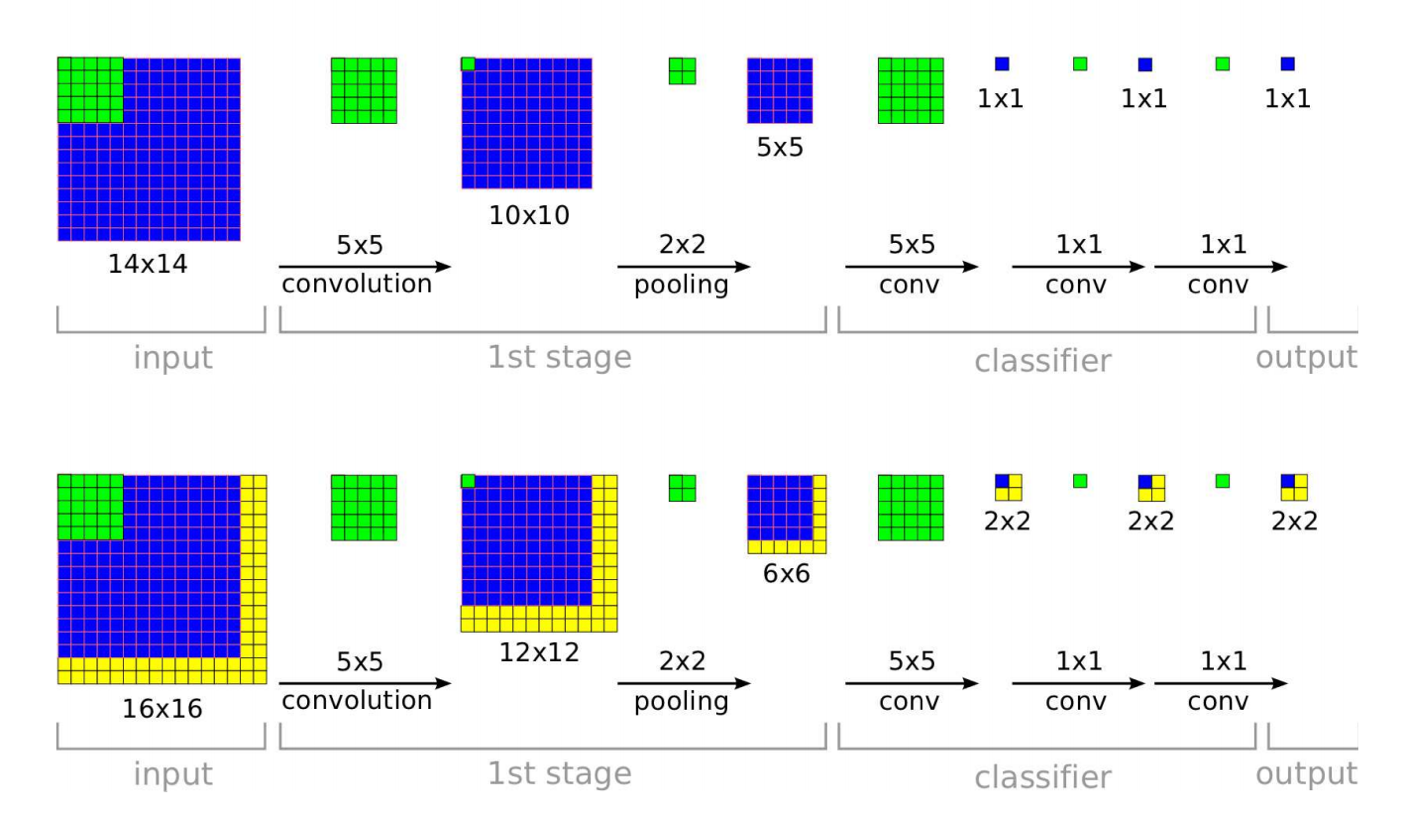 1x1 1x1 1x1
5x5
10x10
5x5 2x2 5x5 1x1 1x1
14x14
convolution pooling conv conv conv
input 1st stage classifier output
2x2 2x2 2x2
6x6
12x12
5x5 2x2 5x5 1x1 1x1
convolution pooling conv conv conv
16x16
input 1st stage classifier output